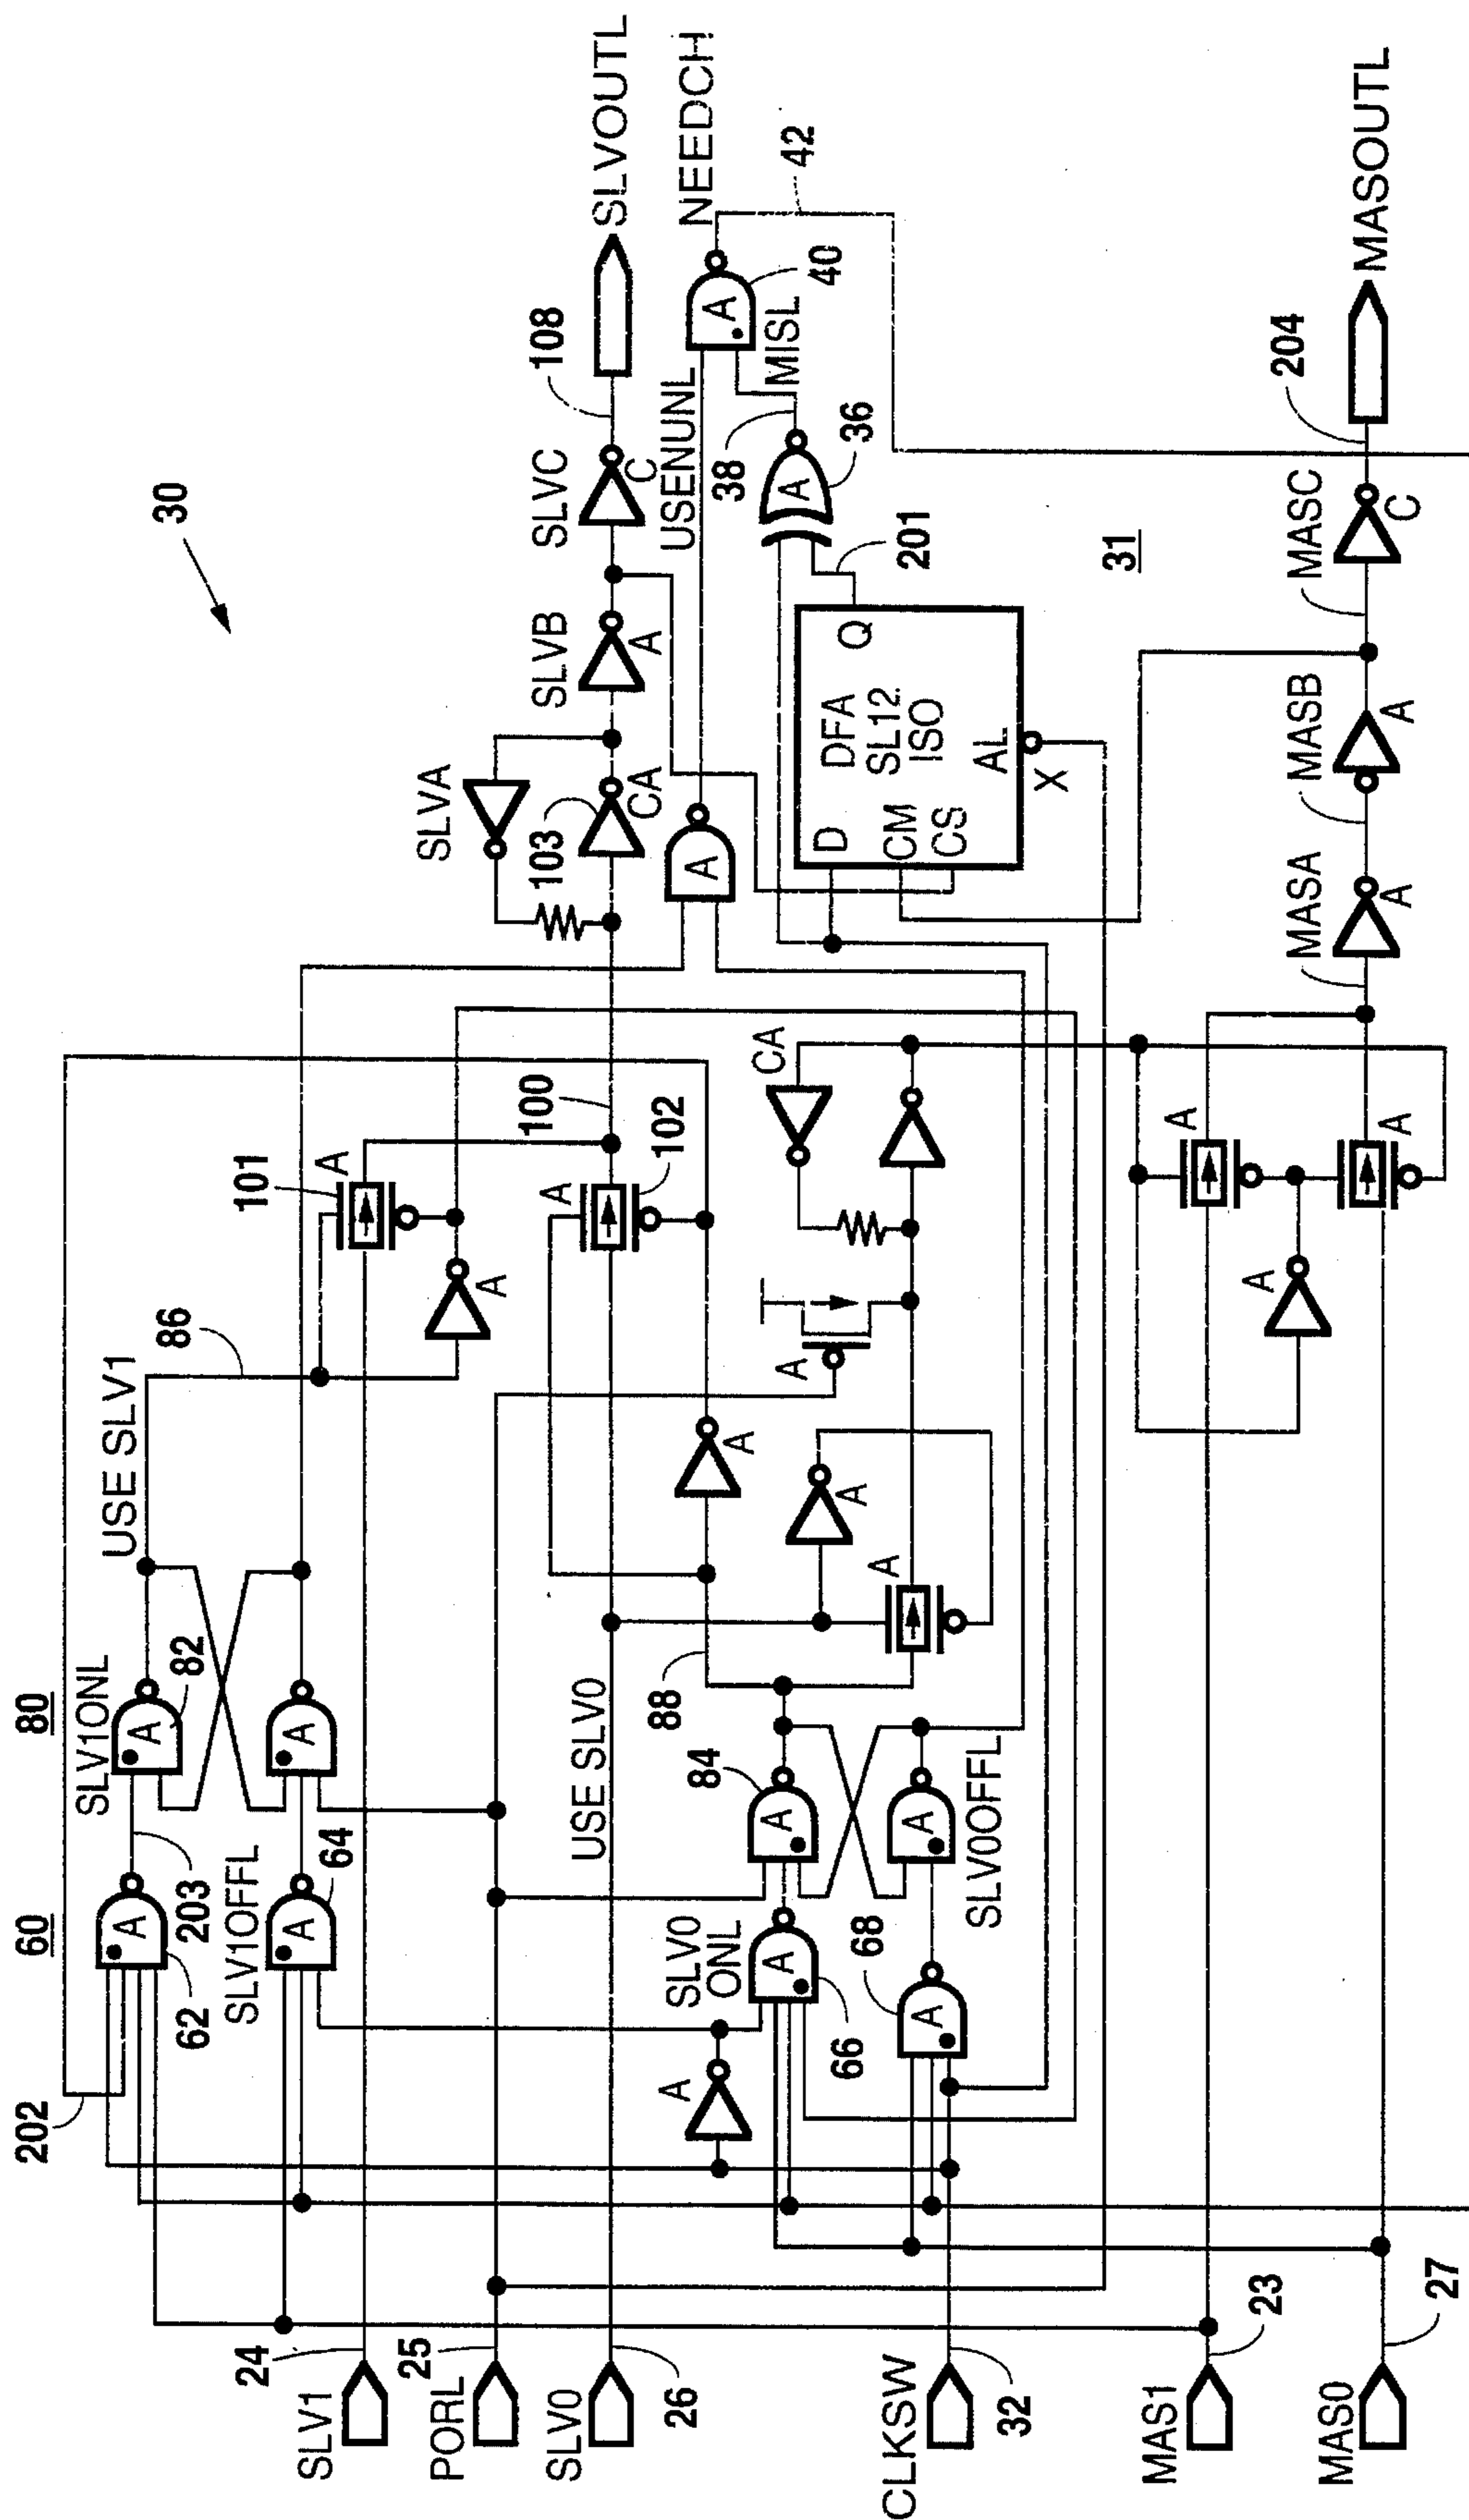 30
80
60
202
62
203
SLV1ONL
82
USE SLV1
86
101
A
A
A
A
A
SLV1OFFL
64
A
24
SLV1
25
PORL
SLV0
26
USE SLV0
88
84
100
102
A
A
A
A
A
A
SLVA
103
CA
SLVB
A
SLVC
C
108
SLVOUTL
USENUNL
A
NEEDCH
A
40
42
MISL
38
A
36
201
31
D
DFA
SL12
ISO
Q
CM
CS
AL
X
CA
SLV0
ONL
A
66
68
A
A
A
A
SLV0OFFL
CLKSW
32
MAS1
23
MAS0
27
A
A
A
MASA
A
MASB
A
MASC
C
204
MASOUTL